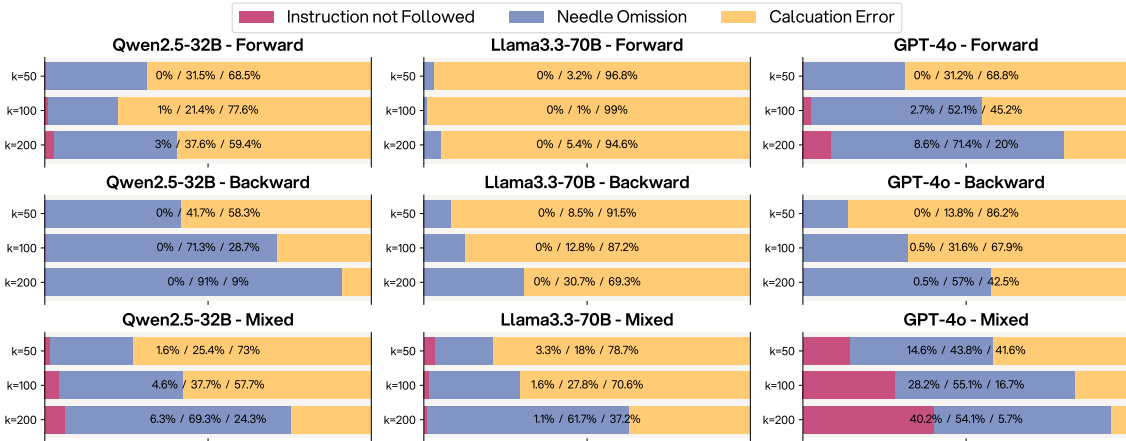 Instruction not Followed Needle Omission Calcuation Error
Qwen2.5-32B - Forward
k=50 0% / 31.5% / 68.5%
k=100 1% / 21.4% / 77.6%
k=200 3% / 37.6% / 59.4%
Llama3.3-70B - Forward
k=50 0% / 3.2% / 96.8%
k=100 0% / 1% / 99%
k=200 0% / 5.4% / 94.6%
GPT-4o - Forward
k=50 0% / 31.2% / 68.8%
k=100 2.7% / 52.1% / 45.2%
k=200 8.6% / 71.4% / 20%
Qwen2.5-32B - Backward
k=50 0% / 41.7% / 58.3%
k=100 0% / 71.3% / 28.7%
k=200 0% / 91% / 9%
Llama3.3-70B - Backward
k=50 0% / 8.5% / 91.5%
k=100 0% / 12.8% / 87.2%
k=200 0% / 30.7% / 69.3%
GPT-4o - Backward
k=50 0% / 13.8% / 86.2%
k=100 0.5% / 31.6% / 67.9%
k=200 0.5% / 57% / 42.5%
Qwen2.5-32B - Mixed
k=50 1.6% / 25.4% / 73%
k=100 4.6% / 37.7% / 57.7%
k=200 6.3% / 69.3% / 24.3%
Llama3.3-70B - Mixed
k=50 3.3% / 18% / 78.7%
k=100 1.6% / 27.8% / 70.6%
k=200 1.1% / 61.7% / 37.2%
GPT-4o - Mixed
k=50 14.6% / 43.8% / 41.6%
k=100 28.2% / 55.1% / 16.7%
k=200 40.2% / 54.1% / 5.7%